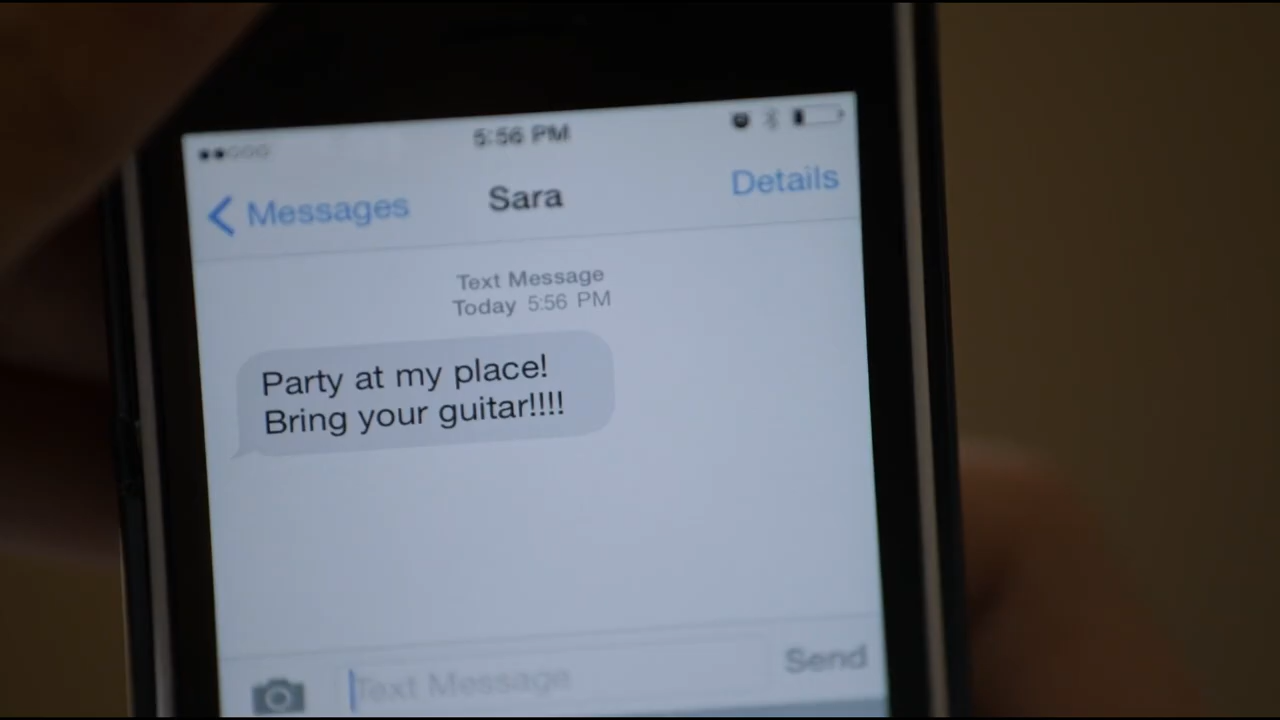 5:56 PM
Messages
Sara
Details
Text Message
Today 5:56 PM
Party at my place!
Bring your guitar!!!!
Text Message
Send